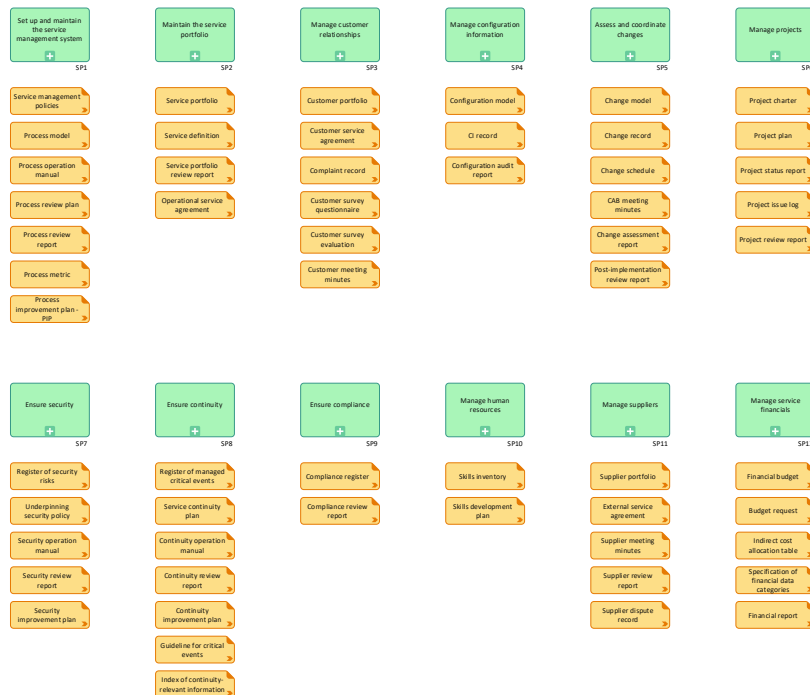 Set up and maintain
the service
management system
SP1
Service management
policies
Process model
Process operation
manual
Process review plan
Process review
report
Process metric
Process
improvement plan -
PIP
Maintain the service
portfolio
SP2
Service portfolio
Service definition
Service portfolio
review report
Operational service
agreement
Manage customer
relationships
SP3
Customer portfolio
Customer service
agreement
Complaint record
Customer survey
questionnaire
Customer survey
evaluation
Customer meeting
minutes
Manage configuration
information
SP4
Configuration model
CI record
Configuration audit
report
Assess and coordinate
changes
SP5
Change model
Change record
Change schedule
CAB meeting
minutes
Change assessment
report
Post-implementation
review report
Manage projects
Project charter
Project plan
Project status report
Project issue log
Project review report
Ensure security
SP7
Register of security
risks
Underpinning
security policy
Security operation
manual
Security review
report
Security
improvement plan
Ensure continuity
SP8
Register of managed
critical events
Service continuity
plan
Continuity operation
manual
Continuity review
report
Continuity
improvement plan
Guideline for critical
events
Index of continuity-
relevant information
Ensure compliance
SP9
Compliance register
Compliance review
report
Manage human
resources
SP10
Skills inventory
Skills development
plan
Manage suppliers
SP11
Supplier portfolio
External service
agreement
Supplier meeting
minutes
Supplier review
report
Supplier dispute
record
Manage service
financials
Financial budget
Budget request
Indirect cost
allocation table
Specification of
financial data
categories
Financial report